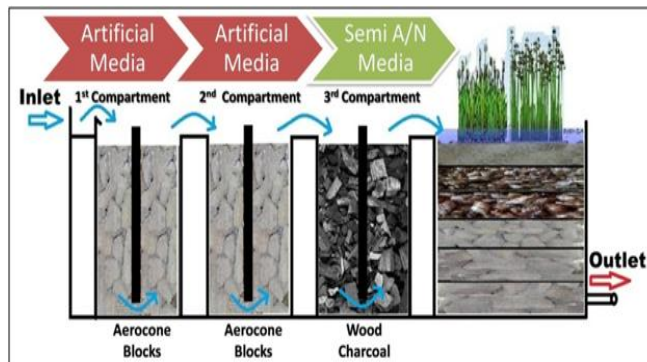 Artificial
Media
Artificial
Media
Semi A/N
Media
Inlet
1st Compartment
2nd Compartment
3rd Compartment
Outlet
Aerocone
Blocks
Aerocone
Blocks
Wood
Charcoal